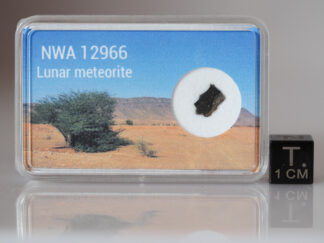 NWA 12966
Lunar meteorite
T.
1 CM